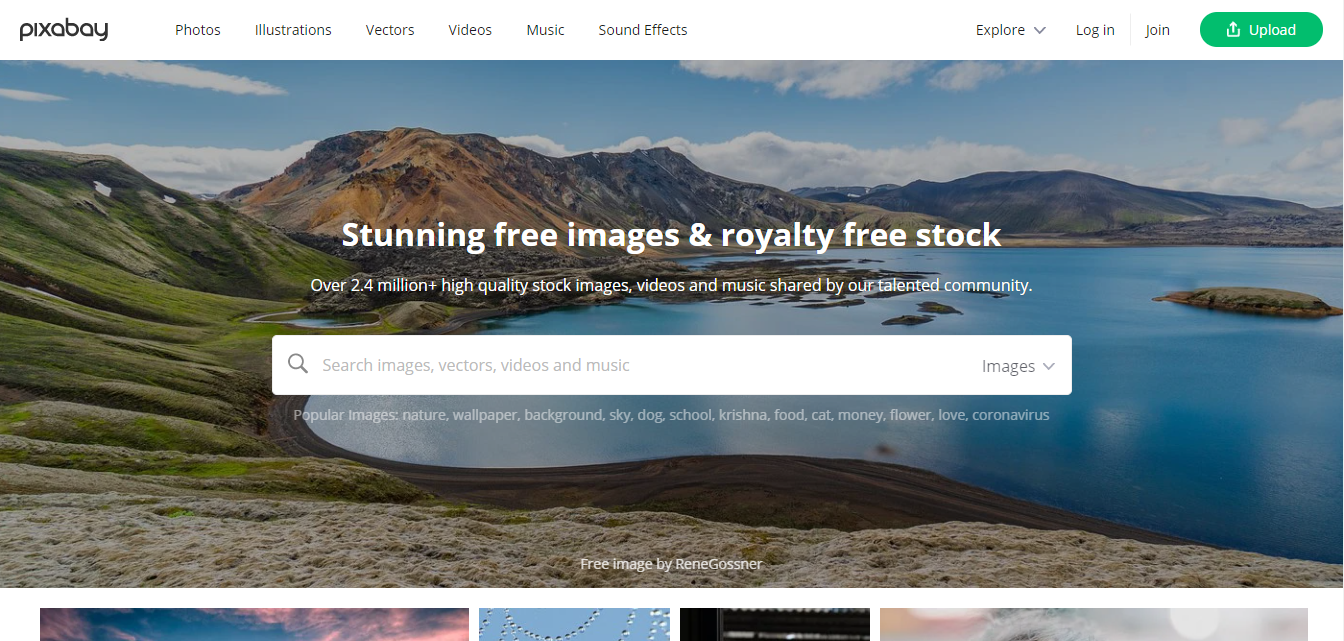 pixabay Photos Illustrations Vectors Videos Music Sound Effects Explore Log in Join Upload
Stunning free images & royalty free stock
Over 2.4 million+ high quality stock images, videos and music shared by our talented community.
Search images, vectors, videos and music Images
Popular Images: nature, wallpaper, background, sky, dog, school, krishna, food, cat, money, flower, love, coronavirus
Free image by ReneGossner